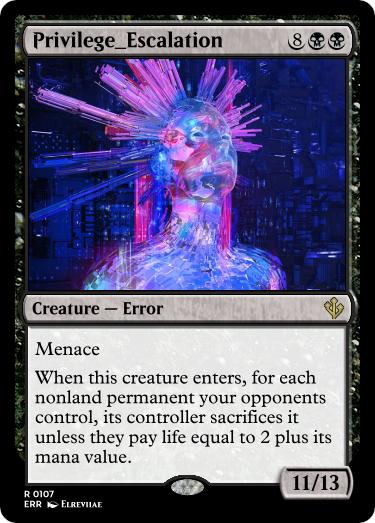 Privilege_Escalation 8
Creature — Error
Menace
When this creature enters, for each
nonland permanent your opponents
control, its controller sacrifices it
unless they pay life equal to 2 plus its
mana value.
11/13
R 0107
ERR Elreviiae